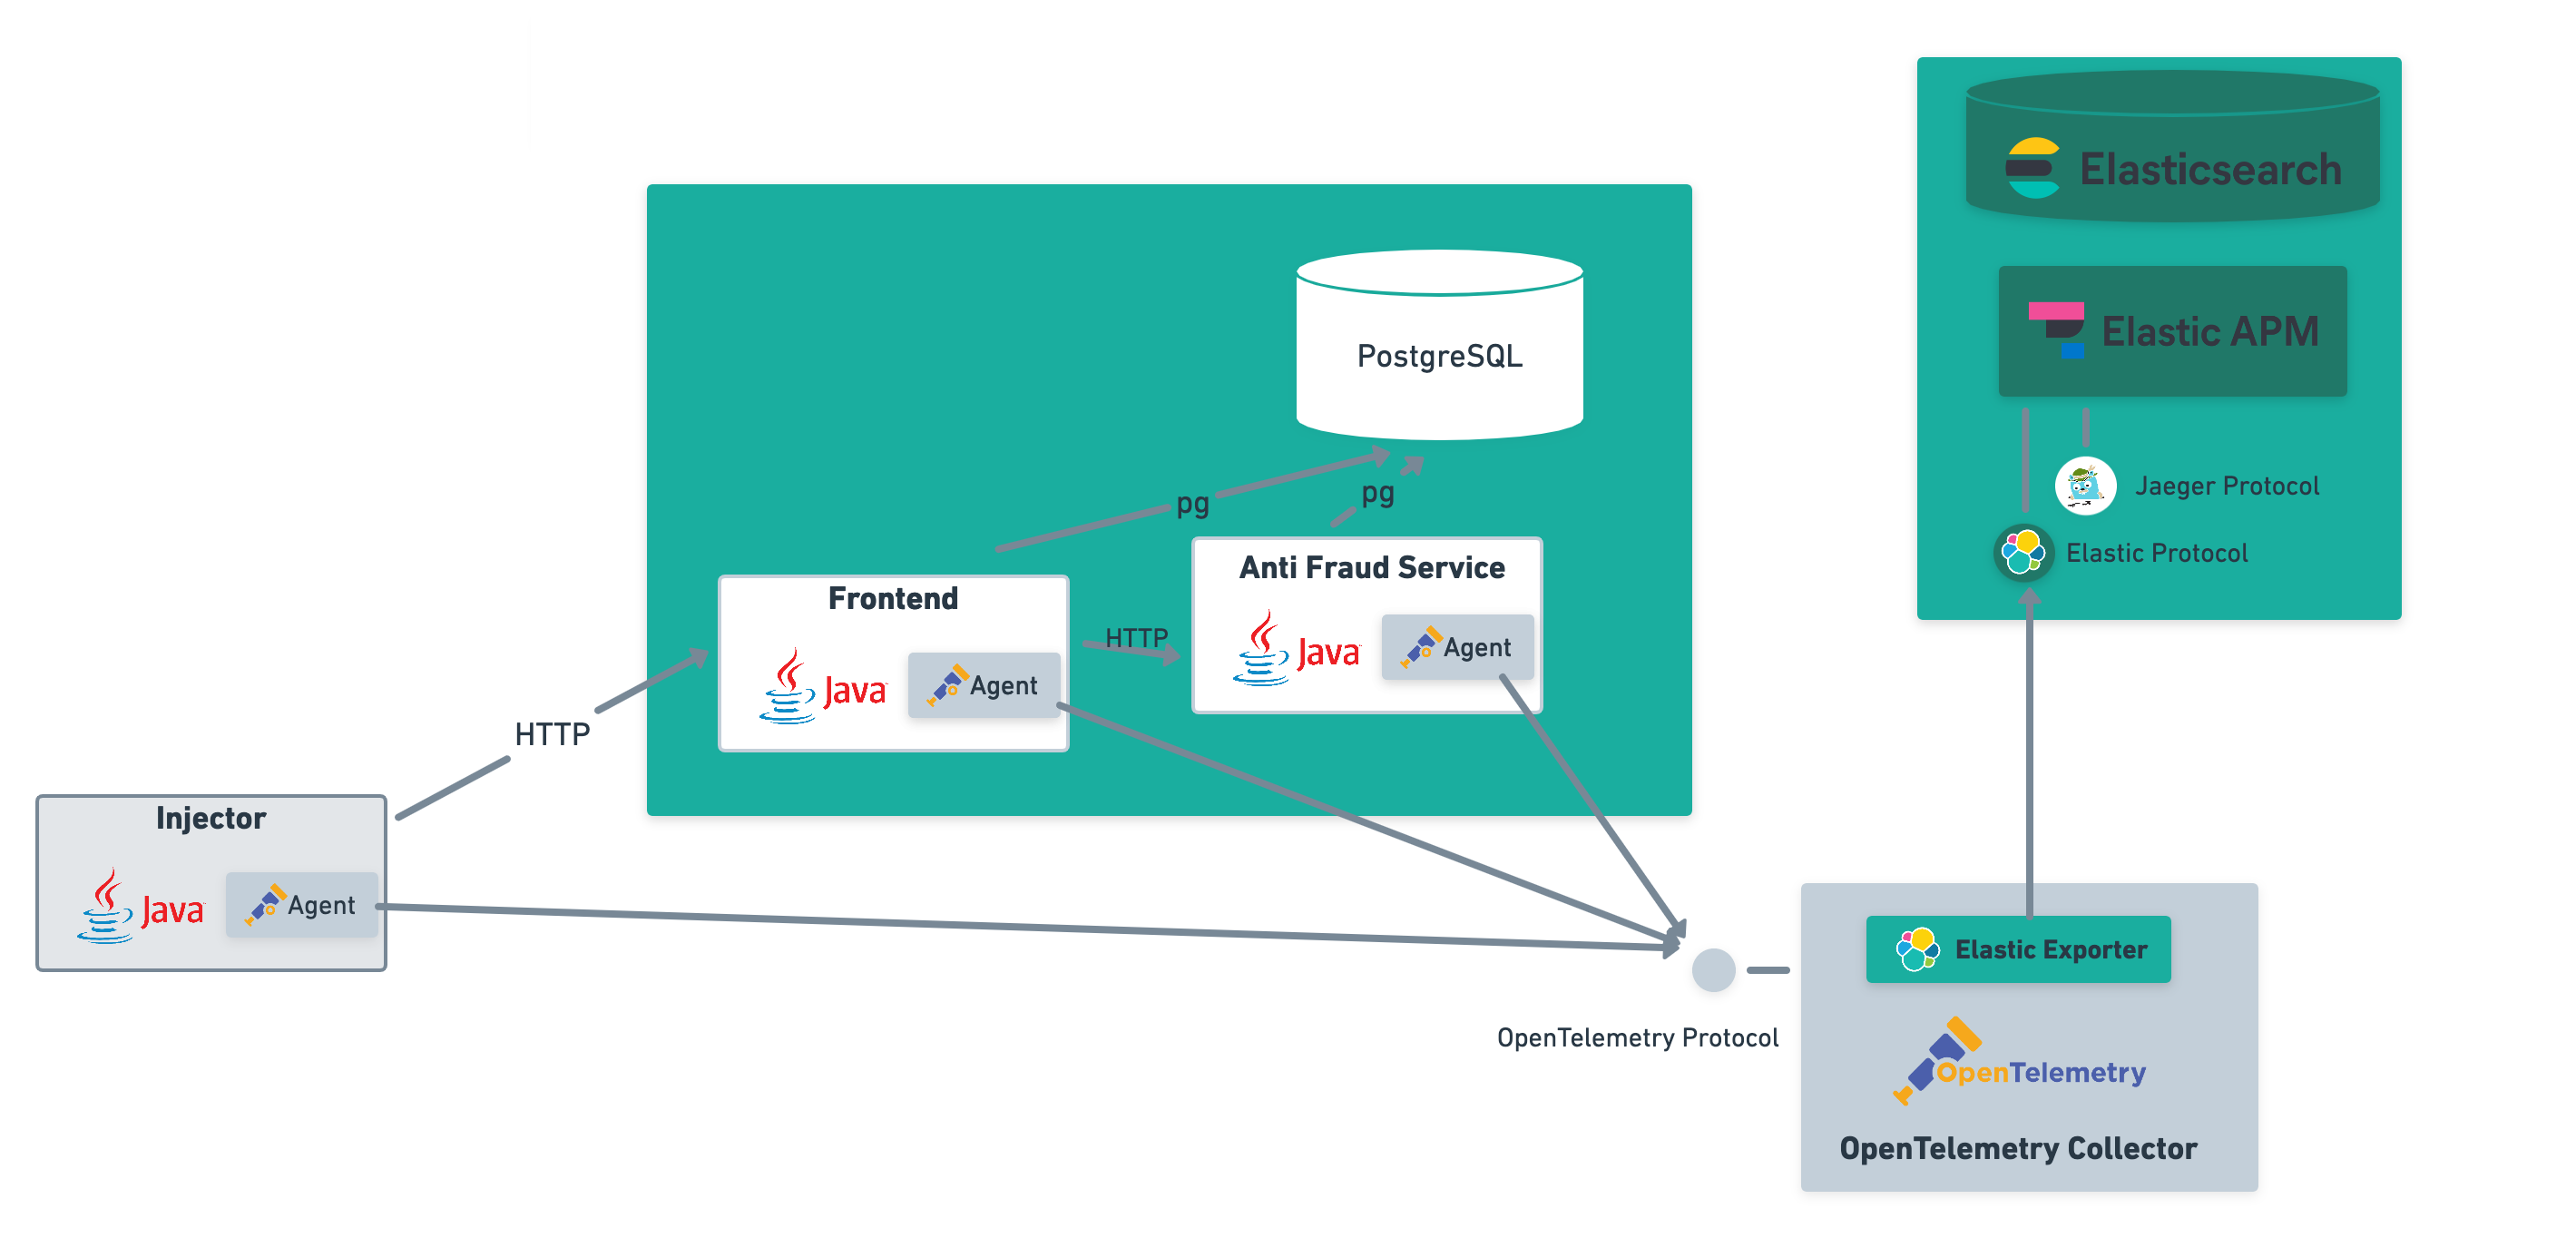 Elasticsearch
Elastic APM
Jaeger Protocol
Elastic Protocol
PostgreSQL
pg
pg
Anti Fraud Service
Java
Agent
Frontend
Java
Agent
HTTP
HTTP
Injector
Java
Agent
OpenTelemetry Protocol
Elastic Exporter
OpenTelemetry
OpenTelemetry Collector